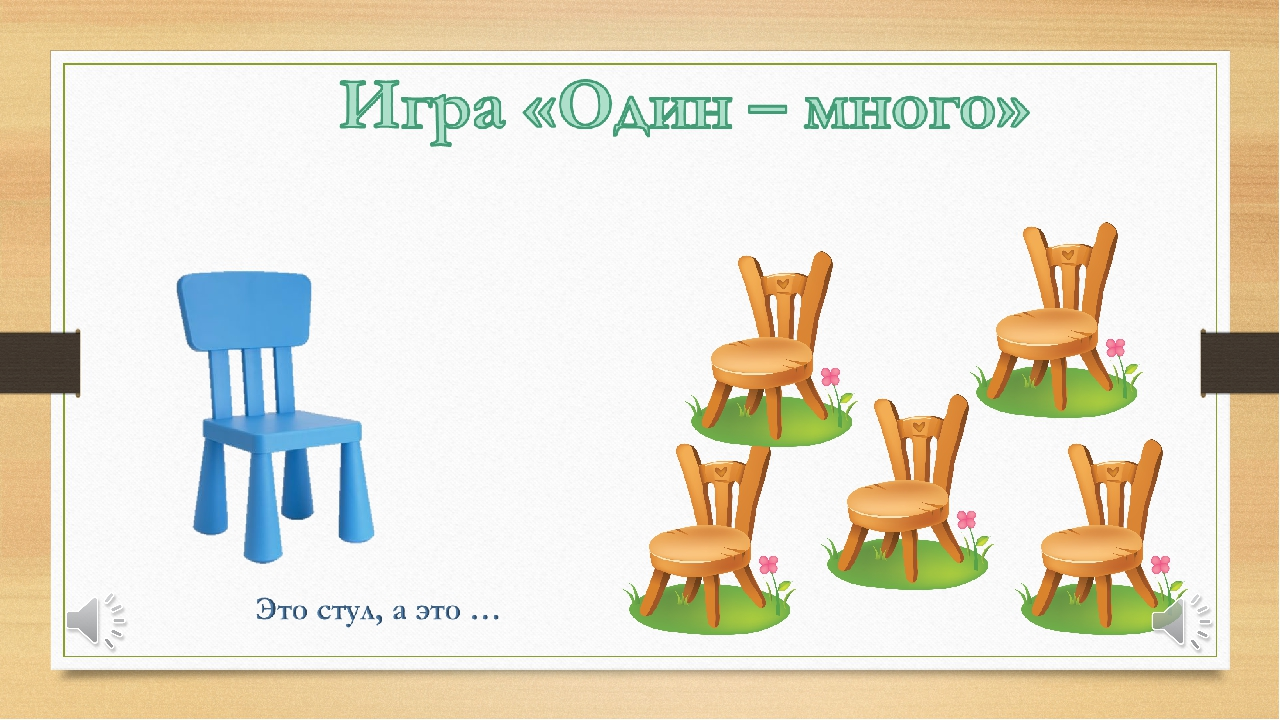 Игра «Один – много»
Это стул, а это …